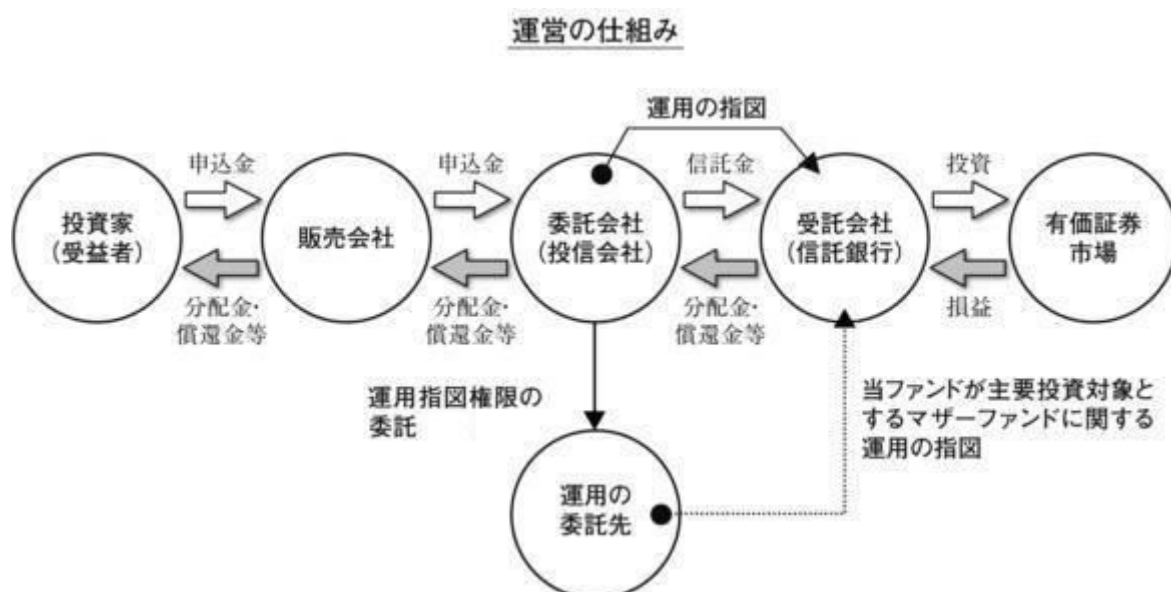 運営の仕組み
運用の指図
申込金
申込金
信託金
投資
投資家
(受益者)
販売会社
委託会社
(投信会社)
受託会社
(信託銀行)
有価証券
市場
分配金・
償還金等
分配金・
償還金等
分配金・
償還金等
損益
運用指図権限の
委託
当ファンドが主要投資対象と
するマザーファンドに関する
運用の指図
運用の
委託先